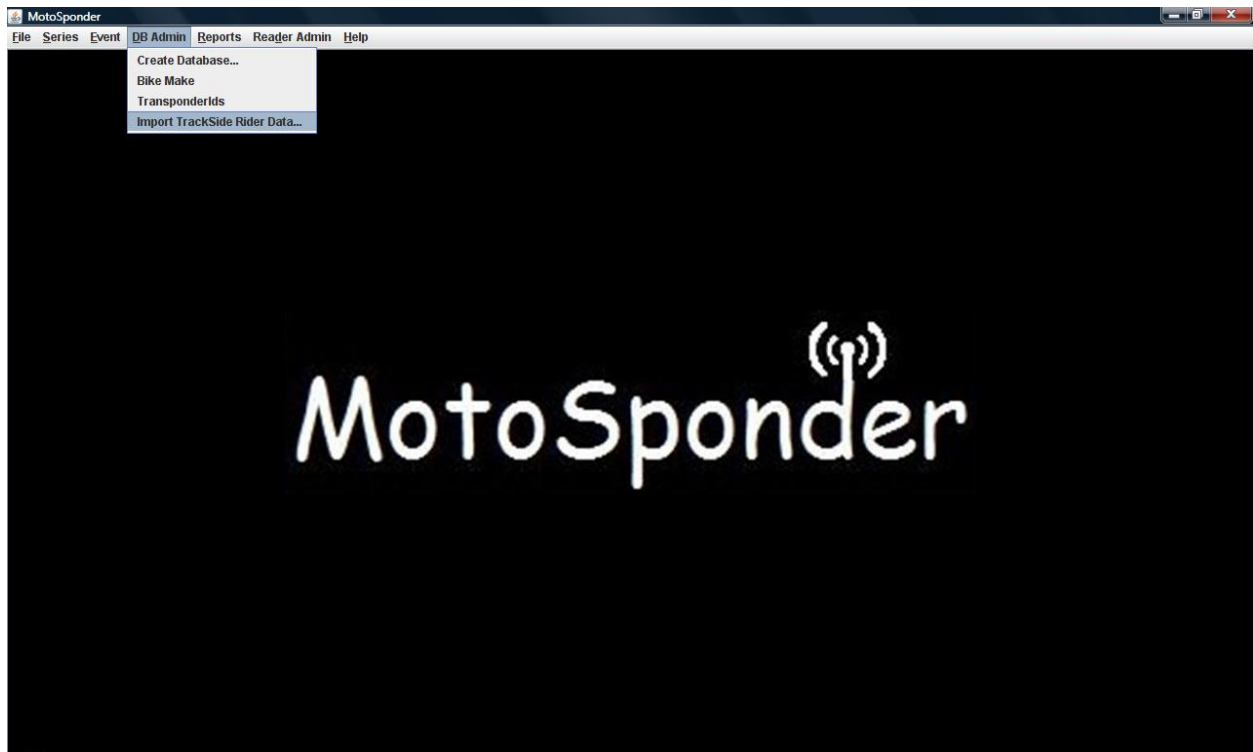 MotoSponder
File Series Event DB Admin Reports Reader Admin Help
Create Database...
Bike Make
TransponderIds
Import TrackSide Rider Data...
MotoSponder